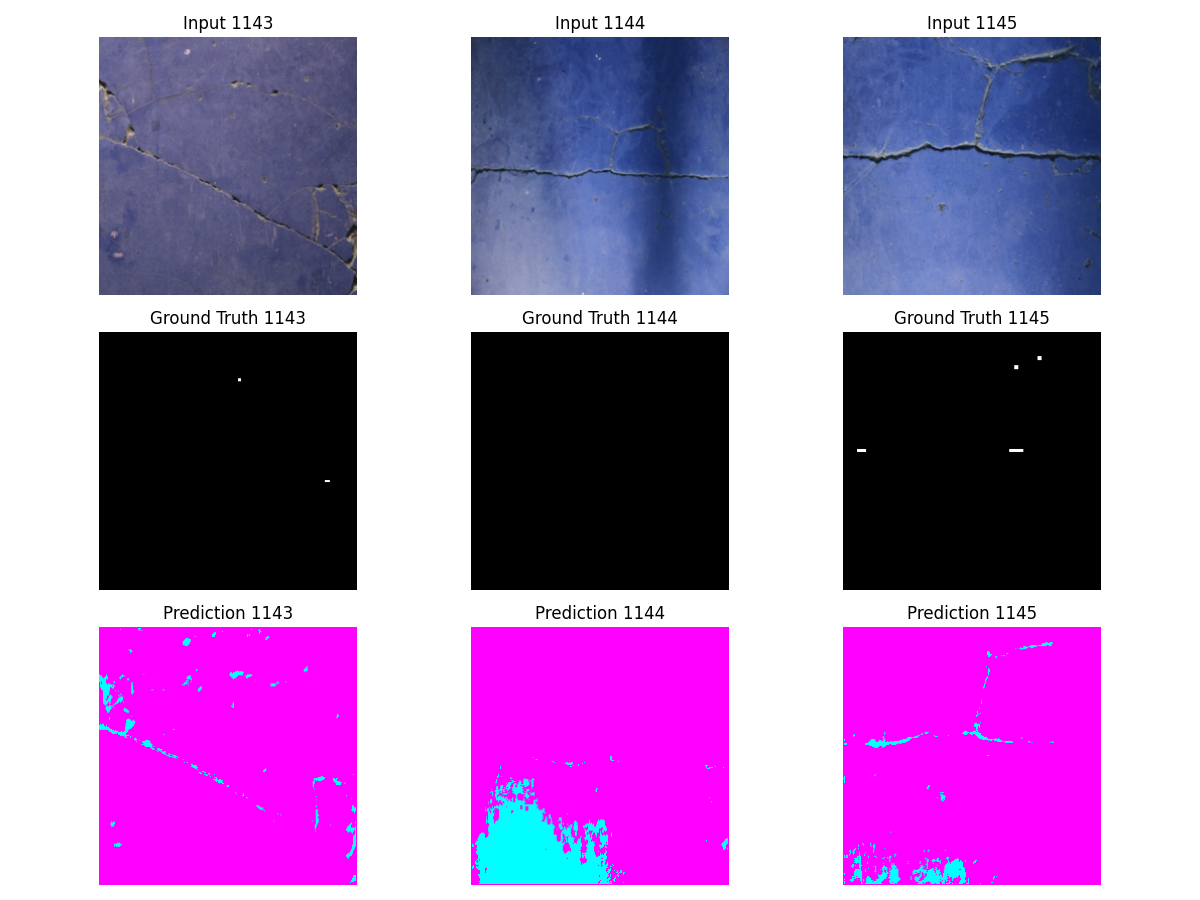 Input 1143
Input 1144
Input 1145
Ground Truth 1143
Ground Truth 1144
Ground Truth 1145
Prediction 1143
Prediction 1144
Prediction 1145